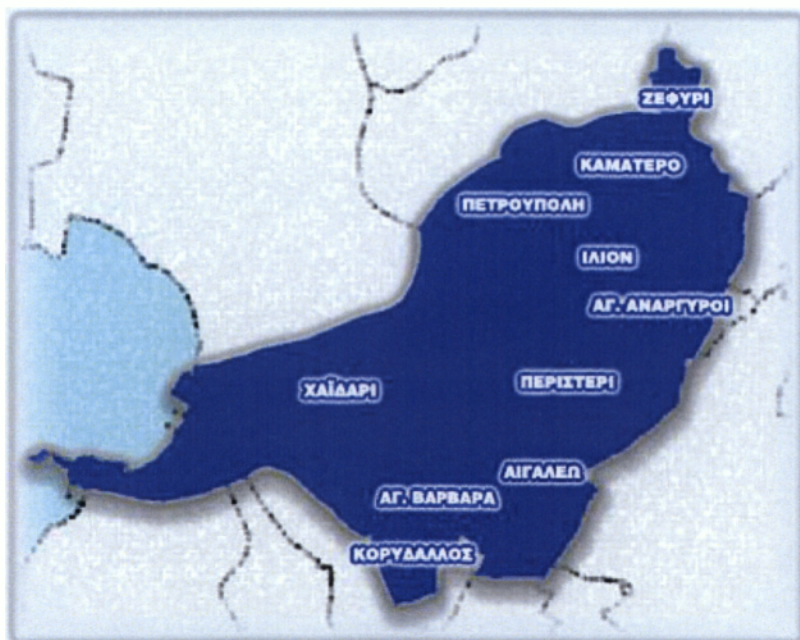 ΖΕΦΥΡΙ
ΚΑΜΑΤΕΡΟ
ΠΕΤΡΟΥΠΟΛΗ
ΙΛΙΟΝ
ΑΓ. ΑΝΑΡΓΥΡΟΙ
ΧΑΪΔΑΡΙ
ΠΕΡΙΣΤΕΡΙ
ΑΙΓΑΛΕΩ
ΑΓ. ΒΑΡΒΑΡΑ
ΚΟΡΥΔΑΛΛΟΣ